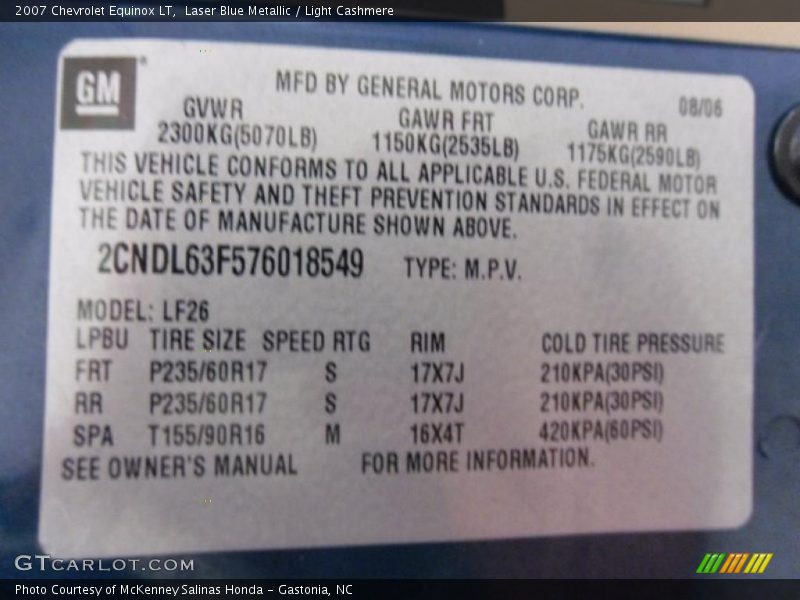 2007 Chevrolet Equinox LT,  Laser Blue Metallic / Light Cashmere
GM
MFD BY GENERAL MOTORS CORP.
08/06
GVWR GAWR FRT GAWR RR
2300KG(5070LB) 1150KG(2535LB) 1175KG(2590LB)
THIS VEHICLE CONFORMS TO ALL APPLICABLE U.S. FEDERAL MOTOR
VEHICLE SAFETY AND THEFT PREVENTION STANDARDS IN EFFECT ON
THE DATE OF MANUFACTURE SHOWN ABOVE.
2CNDL63F576018549 TYPE: M.P.V.
MODEL: LF26
LPBU TIRE SIZE SPEED RTG RIM COLD TIRE PRESSURE
FRT P235/60R17 S 17X7J 210KPA(30PSI)
RR P235/60R17 S 17X7J 210KPA(30PSI)
SPA T155/90R16 M 16X4T 420KPA(60PSI)
SEE OWNER'S MANUAL FOR MORE INFORMATION.
GTCARLOT.COM
Photo Courtesy of McKenney Salinas Honda - Gastonia, NC